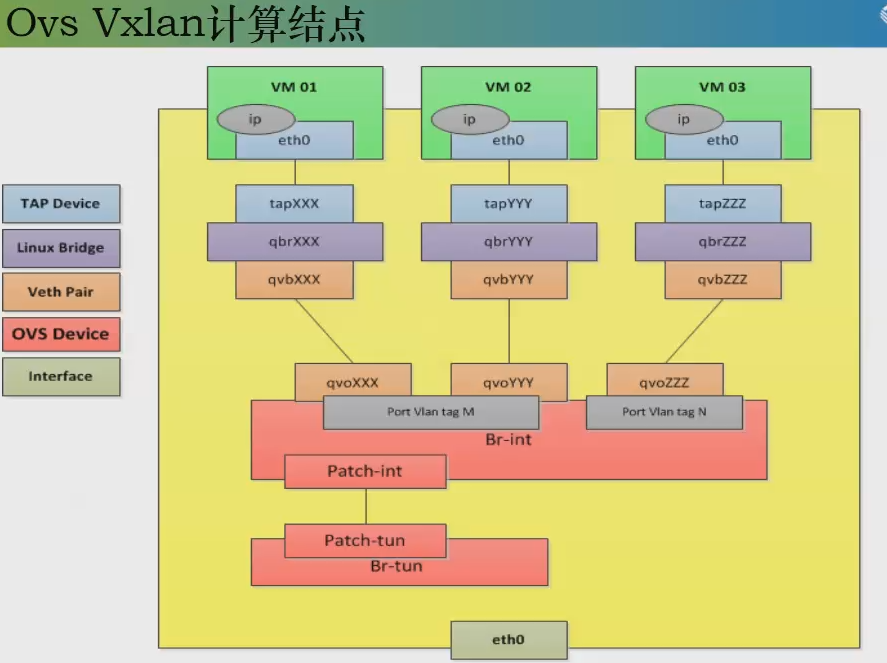 Ovs Vxlan计算结点
VM 01
VM 02
VM 03
ip
ip
ip
eth0
eth0
eth0
TAP Device
tapXXX
tapYYY
tapZZZ
Linux Bridge
qbrXXX
qbrYYY
qbrZZZ
Veth Pair
qvbXXX
qvbYYY
qvbZZZ
OVS Device
Interface
qvoXXX
qvoYYY
qvoZZZ
Port Vlan tag M
Port Vlan tag N
Br-int
Patch-int
Patch-tun
Br-tun
eth0